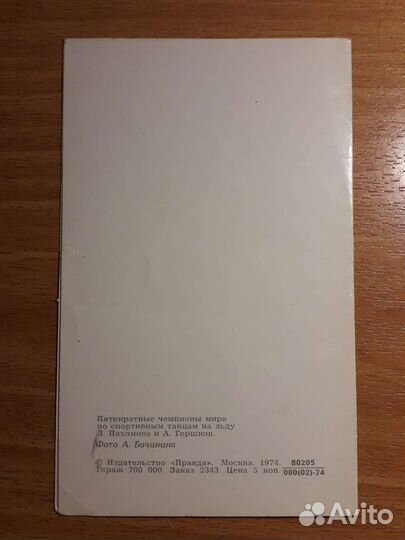 Пятикратные чемпионы мира
по спортивным танцам на льду
Л. Пахомова и А. Горшков.
Фото А. Бочинина
© Издательство «Правда». Москва. 1974. 80205
Тираж 700 000. Заказ 2343. Цена 5 коп. 080(02)-74
Avito